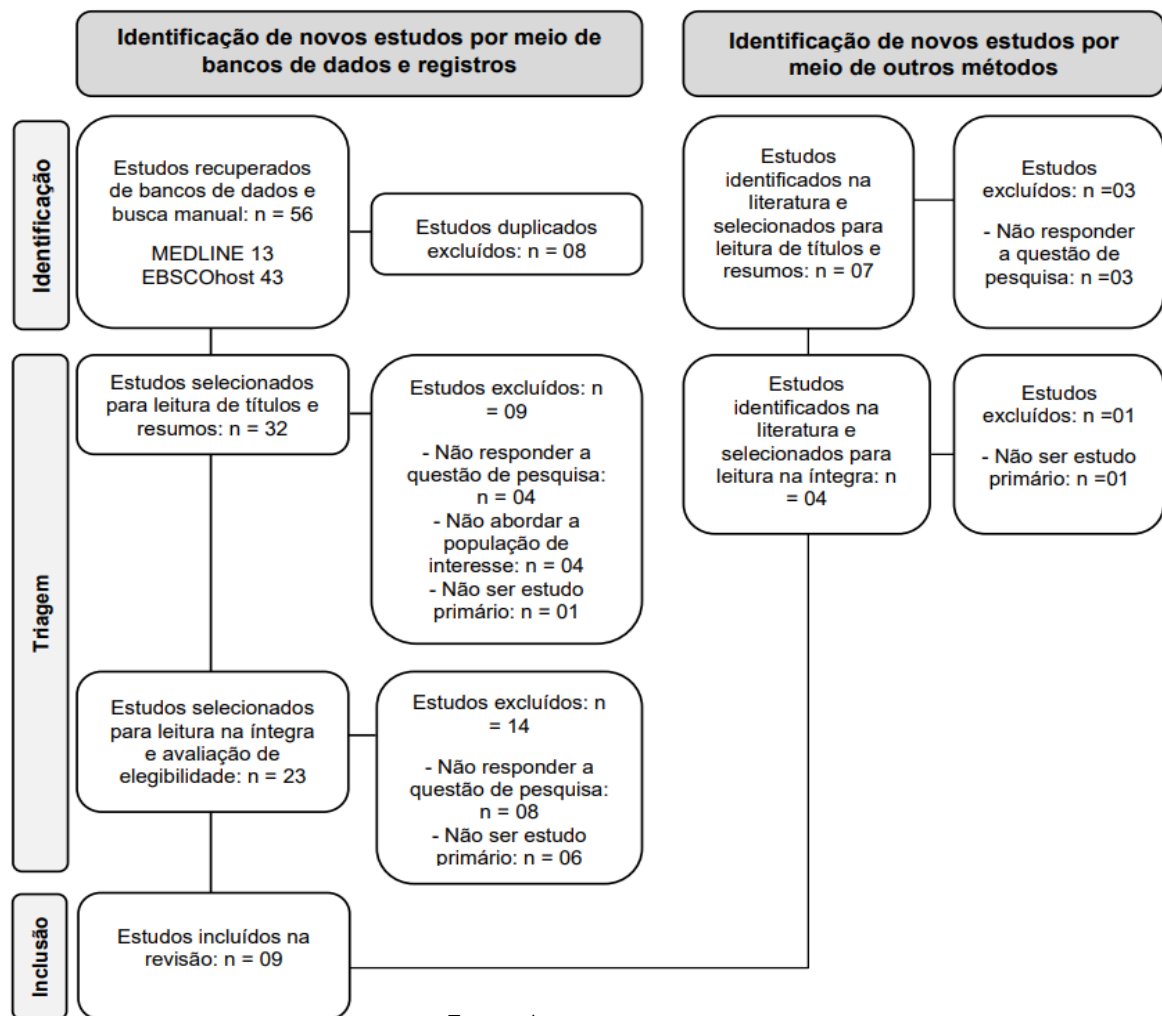 Identificação de novos estudos por meio de
bancos de dados e registros
Identificação de novos estudos por
meio de outros métodos
Identificação
Estudos recuperados
de bancos de dados e
busca manual: n = 56
MEDLINE 13
EBSCOhost 43
Estudos duplicados
excluídos: n = 08
Estudos
identificados na
literatura e
selecionados para
leitura de títulos e
resumos: n = 07
Estudos
excluídos: n =03
- Não responder
a questão de
pesquisa: n =03
Triagem
Estudos selecionados
para leitura de títulos e
resumos: n = 32
Estudos excluídos: n
= 09
- Não responder a
questão de pesquisa:
n = 04
- Não abordar a
população de
interesse: n = 04
- Não ser estudo
primário: n = 01
Estudos
identificados na
literatura e
selecionados para
leitura na íntegra: n
= 04
Estudos
excluídos: n =01
- Não ser estudo
primário: n =01
Estudos selecionados
para leitura na íntegra
e avaliação de
elegibilidade: n = 23
Estudos excluídos: n
= 14
- Não responder a
questão de pesquisa:
n = 08
- Não ser estudo
primário: n = 06
Inclusão
Estudos incluídos na
revisão: n = 09